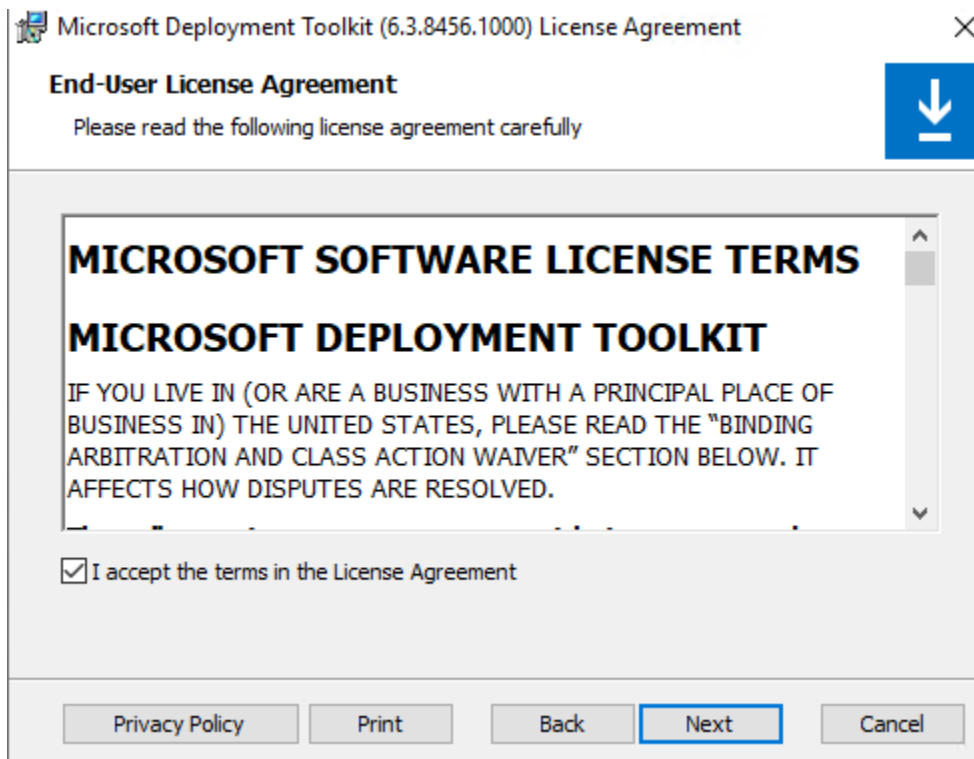 Microsoft Deployment Toolkit (6.3.8456.1000) License Agreement
End-User License Agreement
Please read the following license agreement carefully
MICROSOFT SOFTWARE LICENSE TERMS
MICROSOFT DEPLOYMENT TOOLKIT
IF YOU LIVE IN (OR ARE A BUSINESS WITH A PRINCIPAL PLACE OF
BUSINESS IN) THE UNITED STATES, PLEASE READ THE “BINDING
ARBITRATION AND CLASS ACTION WAIVER” SECTION BELOW. IT
AFFECTS HOW DISPUTES ARE RESOLVED.
I accept the terms in the License Agreement
Privacy Policy Print Back Next Cancel